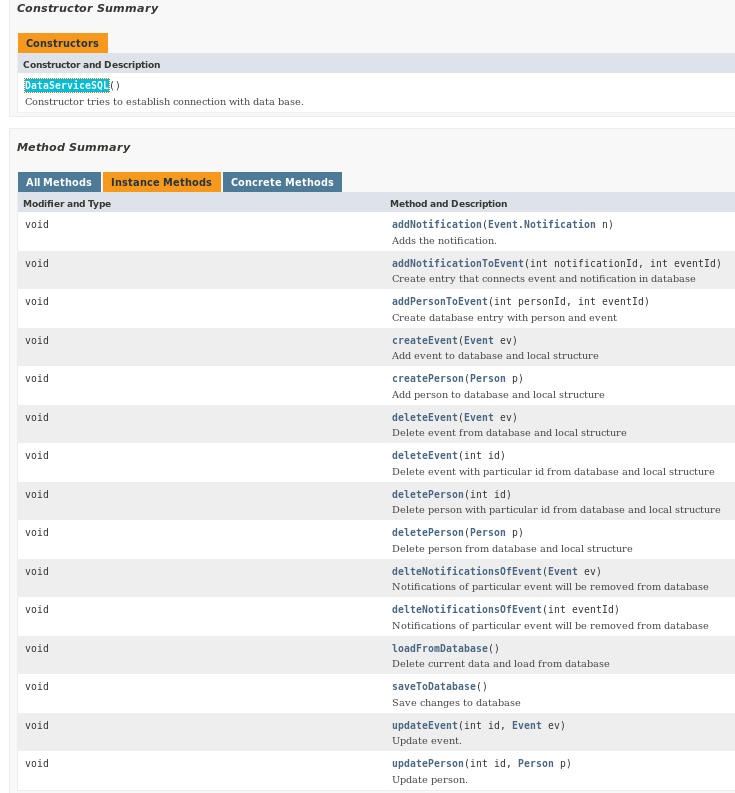 Constructor Summary
Constructors
Constructor and Description
DataServiceSQL()
Constructor tries to establish connection with data base.
Method Summary
All Methods Instance Methods Concrete Methods
Modifier and Type Method and Description
void addNotification(Event.Notification n)
Adds the notification.
void addNotificationToEvent(int notificationId, int eventId)
Create entry that connects event and notification in database
void addPersonToEvent(int personId, int eventId)
Create database entry with person and event
void createEvent(Event ev)
Add event to database and local structure
void createPerson(Person p)
Add person to database and local structure
void deleteEvent(Event ev)
Delete event from database and local structure
void deleteEvent(int id)
Delete event with particular id from database and local structure
void deletePerson(int id)
Delete person with particular id from database and local structure
void deletePerson(Person p)
Delete person from database and local structure
void delteNotificationsOfEvent(Event ev)
Notifications of particular event will be removed from database
void delteNotificationsOfEvent(int eventId)
Notifications of particular event will be removed from database
void loadFromDatabase()
Delete current data and load from database
void saveToDatabase()
Save changes to database
void updateEvent(int id, Event ev)
Update event.
void updatePerson(int id, Person p)
Update person.